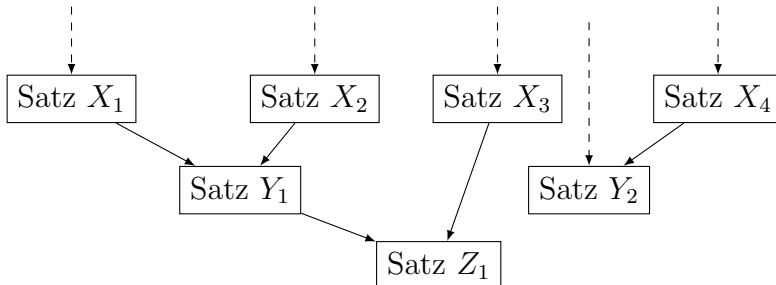 Satz X₁
Satz X₂
Satz X₃
Satz X₄
Satz Y₁
Satz Y₂
Satz Z₁